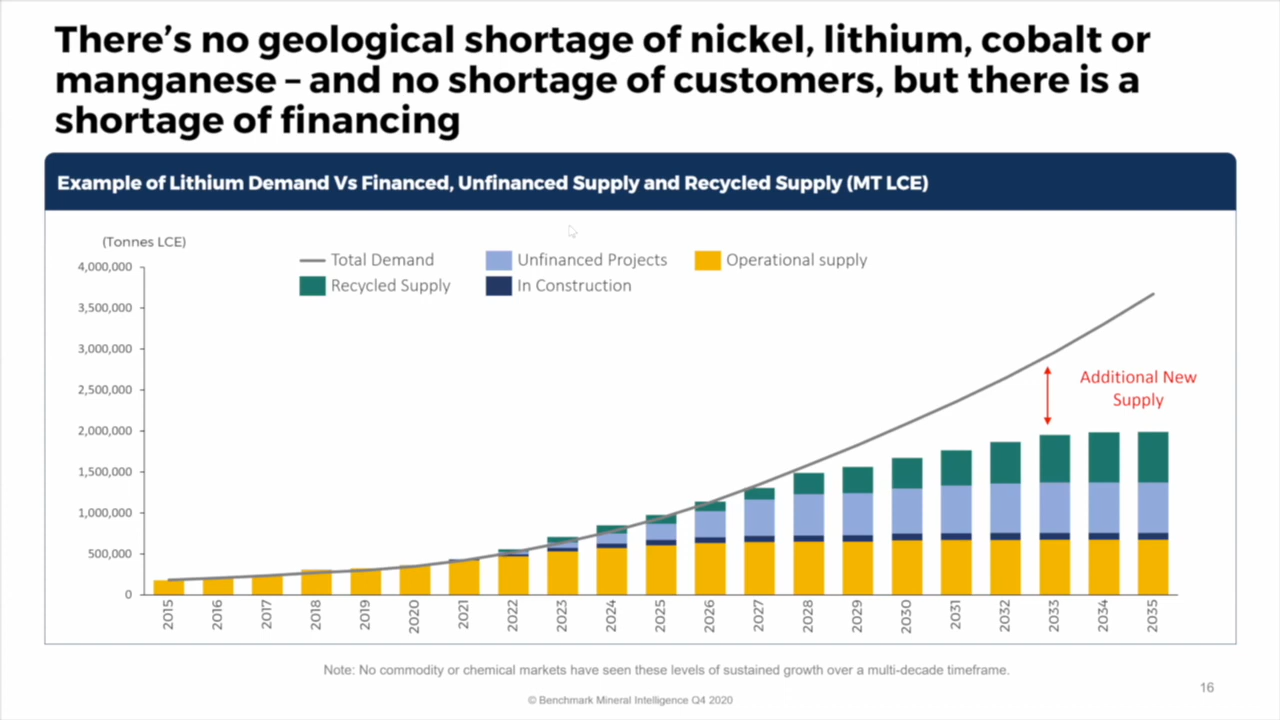 There's no geological shortage of nickel, lithium, cobalt or
manganese – and no shortage of customers, but there is a
shortage of financing
Example of Lithium Demand Vs Financed, Unfinanced Supply and Recycled Supply (MT LCE)
(Tonnes LCE)
Total Demand
Unfinanced Projects
Operational supply
Recycled Supply
In Construction
4,000,000
3,500,000
3,000,000
2,500,000
2,000,000
1,500,000
1,000,000
500,000
0
Additional New
Supply
2015
2016
2017
2018
2019
2020
2021
2022
2023
2024
2025
2026
2027
2028
2029
2030
2031
2032
2033
2034
2035
Note: No commodity or chemical markets have seen these levels of sustained growth over a multi-decade timeframe.
16
© Benchmark Mineral Intelligence Q4 2020